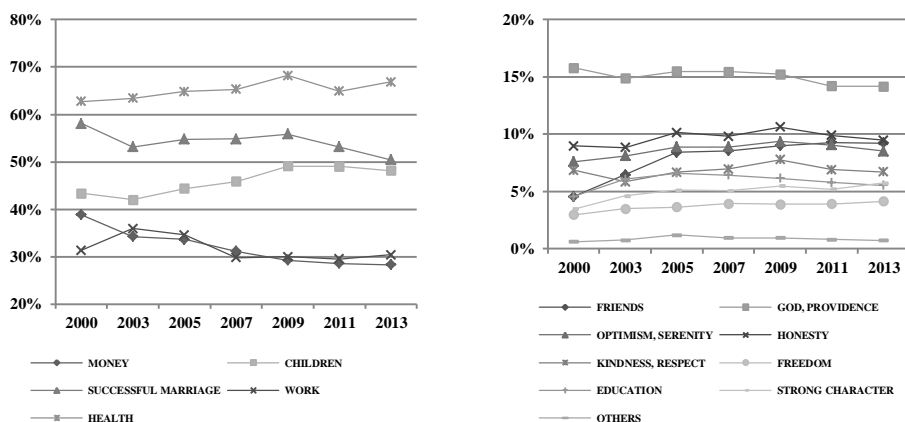 80%
70%
60%
50%
40%
30%
20%
2000 2003 2005 2007 2009 2011 2013
MONEY CHILDREN
SUCCESSFUL MARRIAGE WORK
HEALTH
20%
15%
10%
5%
0%
2000 2003 2005 2007 2009 2011 2013
FRIENDS GOD, PROVIDENCE
OPTIMISM, SERENITY HONESTY
KINDNESS, RESPECT FREEDOM
EDUCATION STRONG CHARACTER
OTHERS